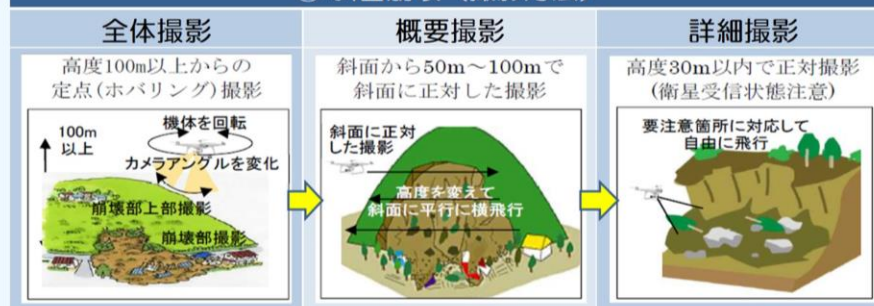 全体撮影
高度100m以上からの
定点(ホバリング)撮影
100m
以上
機体を回転
カメラアングルを変化
崩壊部上部撮影
崩壊部撮影
概要撮影
斜面から50m～100mで
斜面に正対した撮影
斜面に正対
した撮影
高度を変えて
斜面に平行に横飛行
詳細撮影
高度30m以内で正対撮影
(衛星受信状態注意)
要注意箇所に対応して
自由に飛行